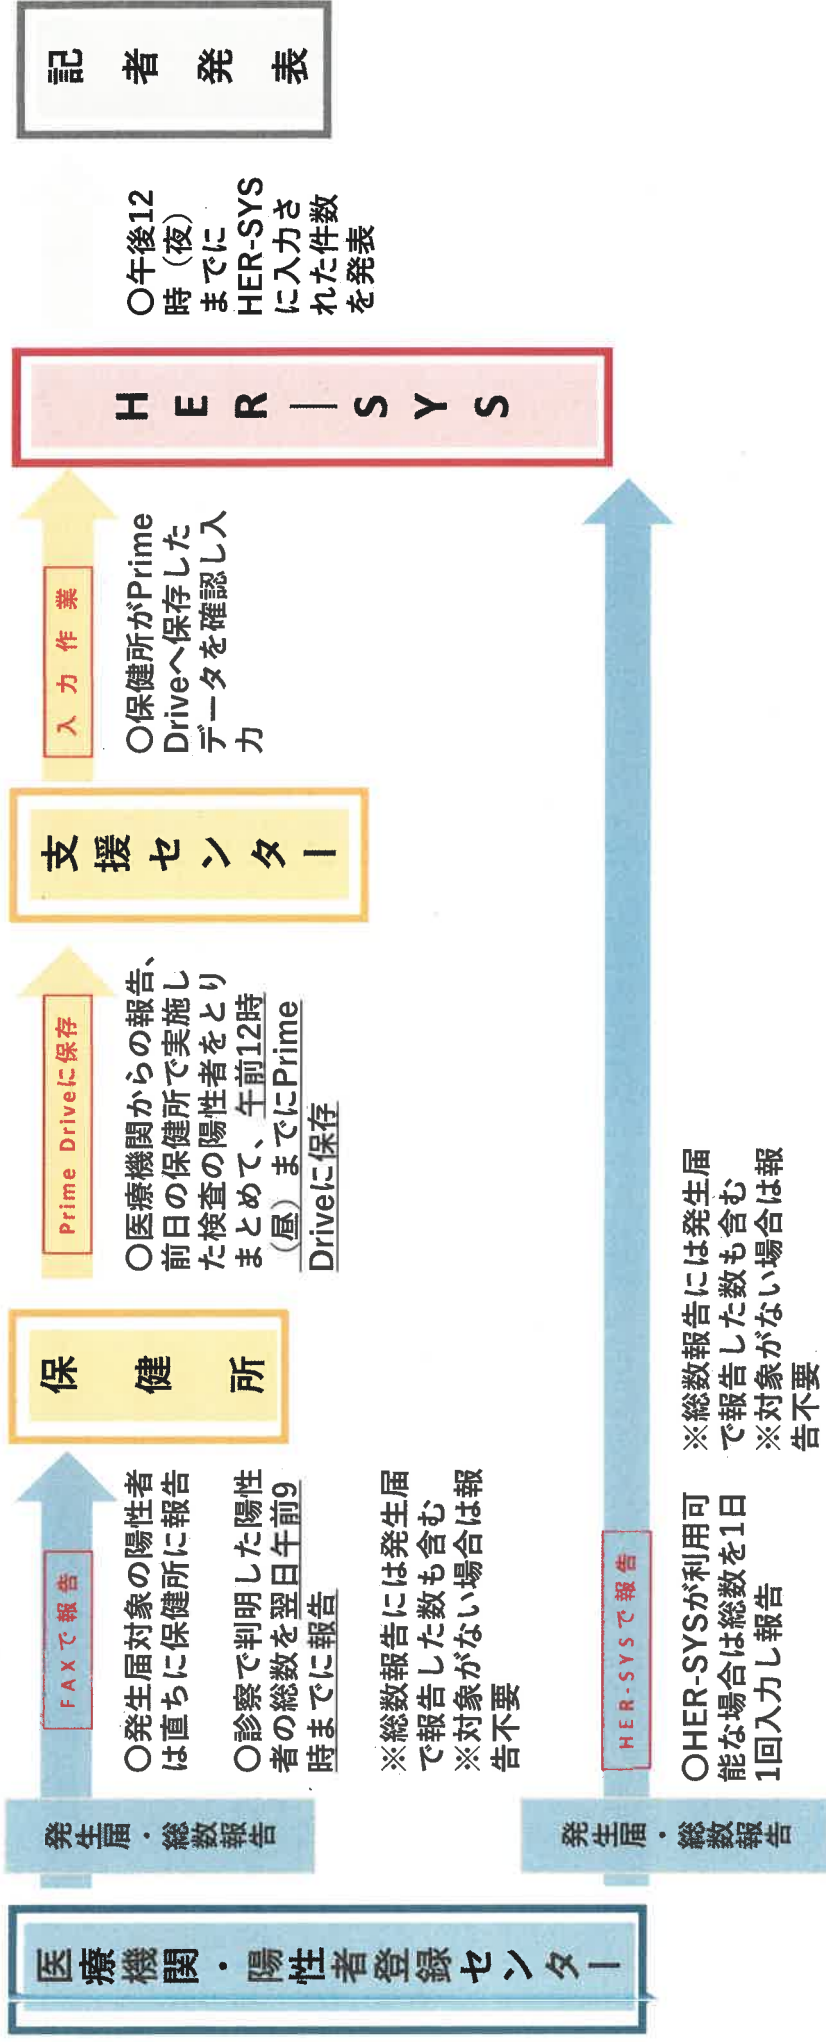 医療機関・陽性者登録センター
発生届・総数報告
FAXで報告
〇発生届対象の陽性者
は直ちに保健所に報告
〇診察で判明した陽性
者の総数を翌日午前9
時までに報告
※総数報告には発生届
で報告した数も含む
※対象がない場合は報
告不要
保健所
Prime Driveに保存
〇医療機関からの報告、
前日の保健所で実施し
た検査の陽性者をとり
まとめて、午前12時
（昼）までにPrime
Driveに保存
支援センター
入力作業
〇保健所がPrime
Driveへ保存した
データを確認し入
力
HER－SYS
〇午後12
時（夜）
までに
HER-SYS
に入力さ
れた件数
を発表
記者発表
発生届・総数報告
HER-SYSで報告
〇HER-SYSが利用可
能な場合は総数を1日
1回入力し報告
※総数報告には発生届
で報告した数も含む
※対象がない場合は報
告不要